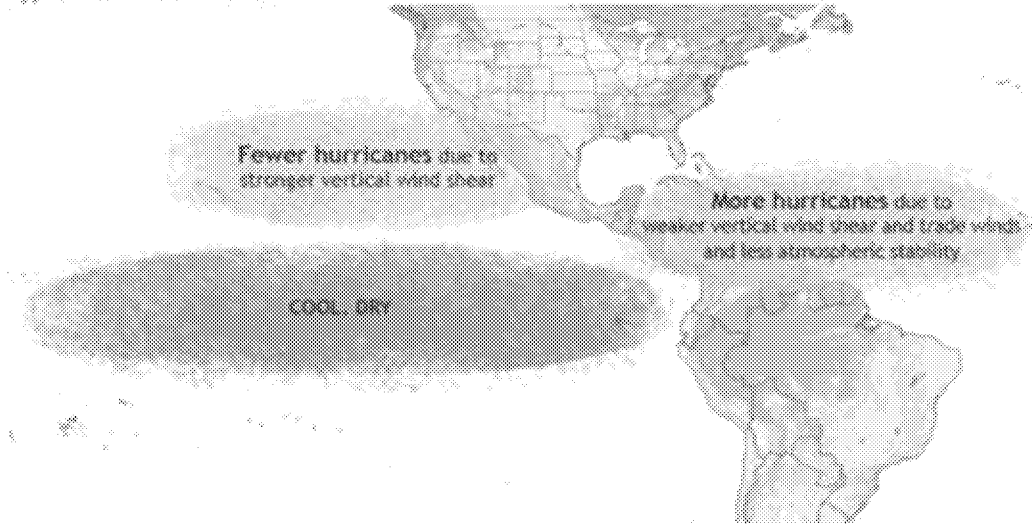 Fewer hurricanes due to
stronger vertical wind shear
More hurricanes due to
weaker vertical wind shear and trade winds
and less atmospheric stability
COOL, DRY